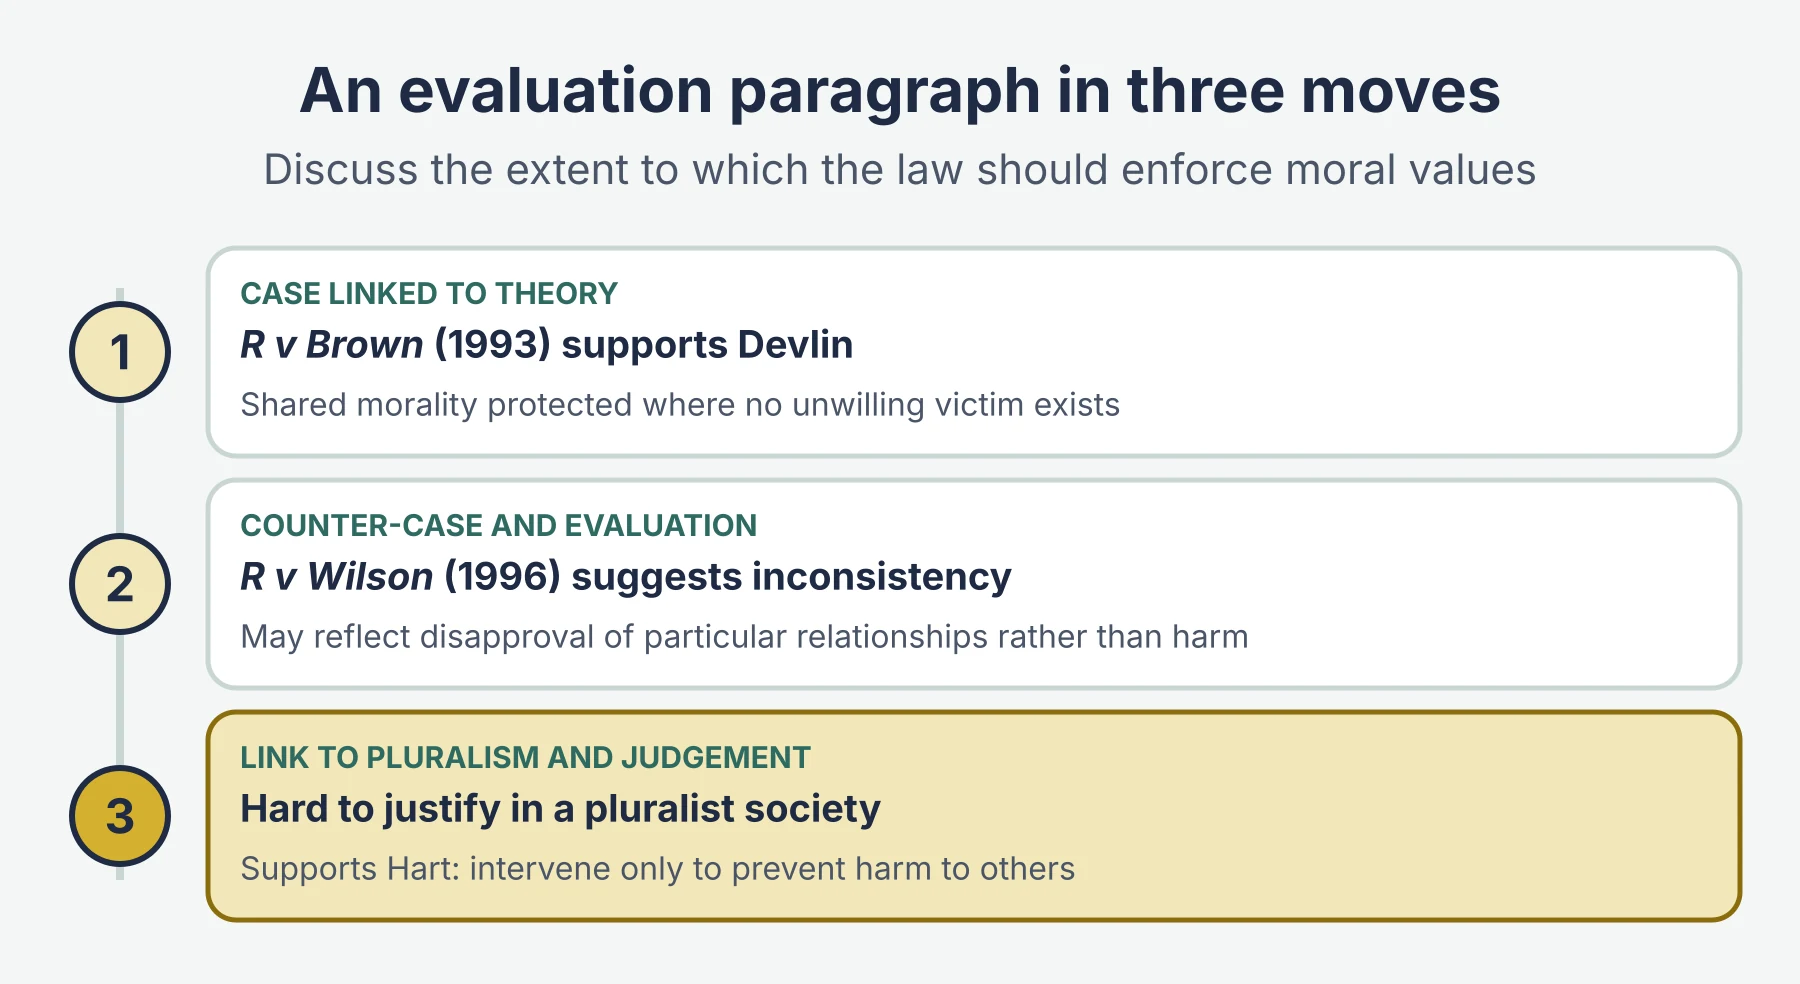 An evaluation paragraph in three moves
Discuss the extent to which the law should enforce moral values
1
CASE LINKED TO THEORY
R v Brown (1993) supports Devlin
Shared morality protected where no unwilling victim exists
2
COUNTER-CASE AND EVALUATION
R v Wilson (1996) suggests inconsistency
May reflect disapproval of particular relationships rather than harm
3
LINK TO PLURALISM AND JUDGEMENT
Hard to justify in a pluralist society
Supports Hart: intervene only to prevent harm to others